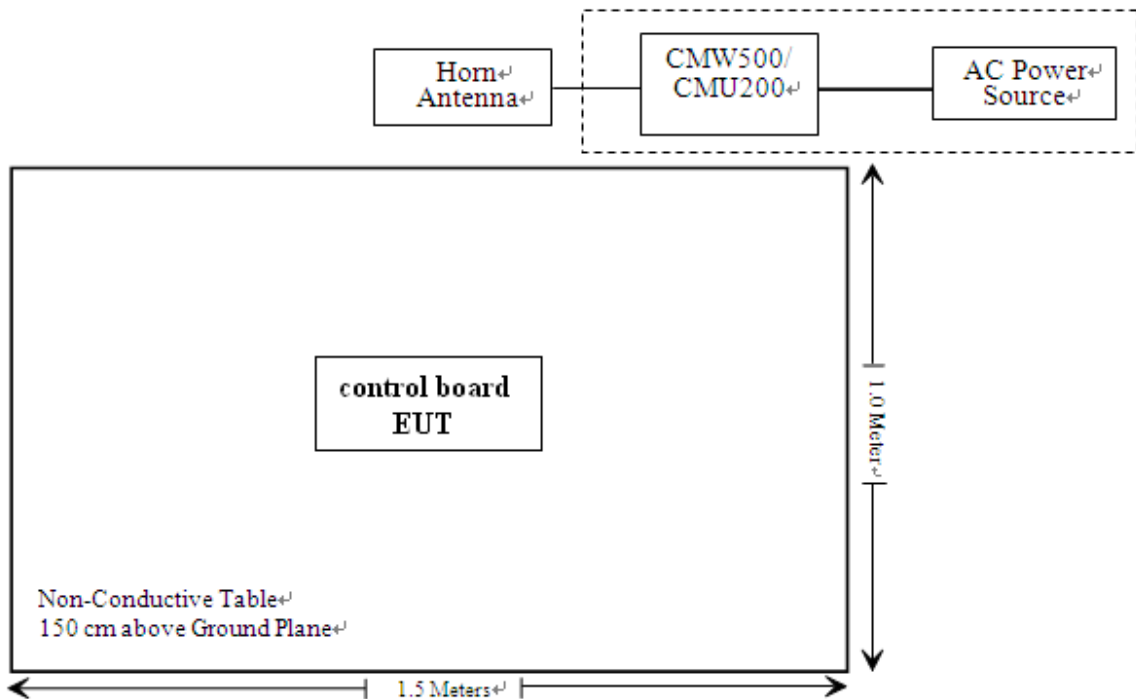 Horn↵
Antenna↵
CMW500/
CMU200↵
AC Power↵
Source↵
control board
EUT
1.0 Meter↵
Non-Conductive Table↵
150 cm above Ground Plane↵
1.5 Meters↵